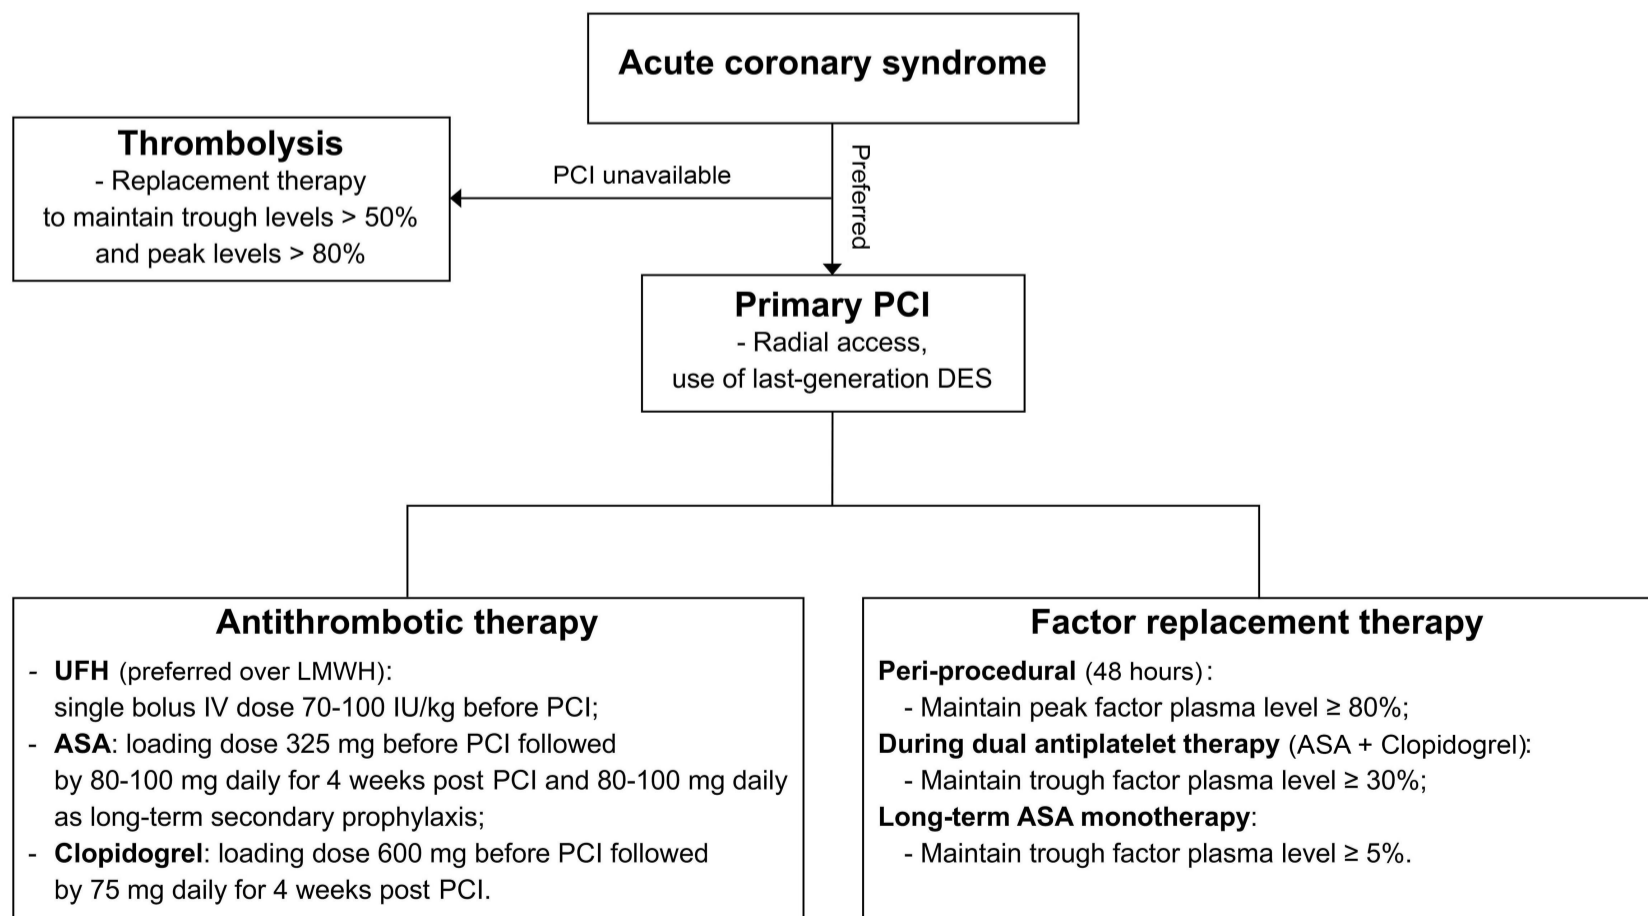 Acute coronary syndrome
Thrombolysis
- Replacement therapy
to maintain trough levels > 50%
and peak levels > 80%
PCI unavailable
Preferred
Primary PCI
- Radial access,
use of last-generation DES
Antithrombotic therapy
- UFH (preferred over LMWH):
single bolus IV dose 70-100 IU/kg before PCI;
- ASA: loading dose 325 mg before PCI followed
by 80-100 mg daily for 4 weeks post PCI and 80-100 mg daily
as long-term secondary prophylaxis;
- Clopidogrel: loading dose 600 mg before PCI followed
by 75 mg daily for 4 weeks post PCI.
Factor replacement therapy
Peri-procedural (48 hours):
- Maintain peak factor plasma level ≥ 80%;
During dual antiplatelet therapy (ASA + Clopidogrel):
- Maintain trough factor plasma level ≥ 30%;
Long-term ASA monotherapy:
- Maintain trough factor plasma level ≥ 5%.